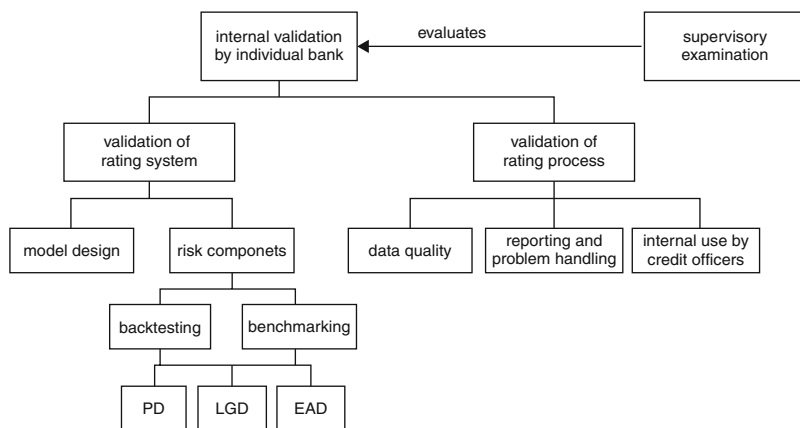 internal validation
by individual bank
evaluates
supervisory
examination
validation of
rating system
validation of
rating process
model design
risk componets
data quality
reporting and
problem handling
internal use by
credit officers
backtesting
benchmarking
PD
LGD
EAD